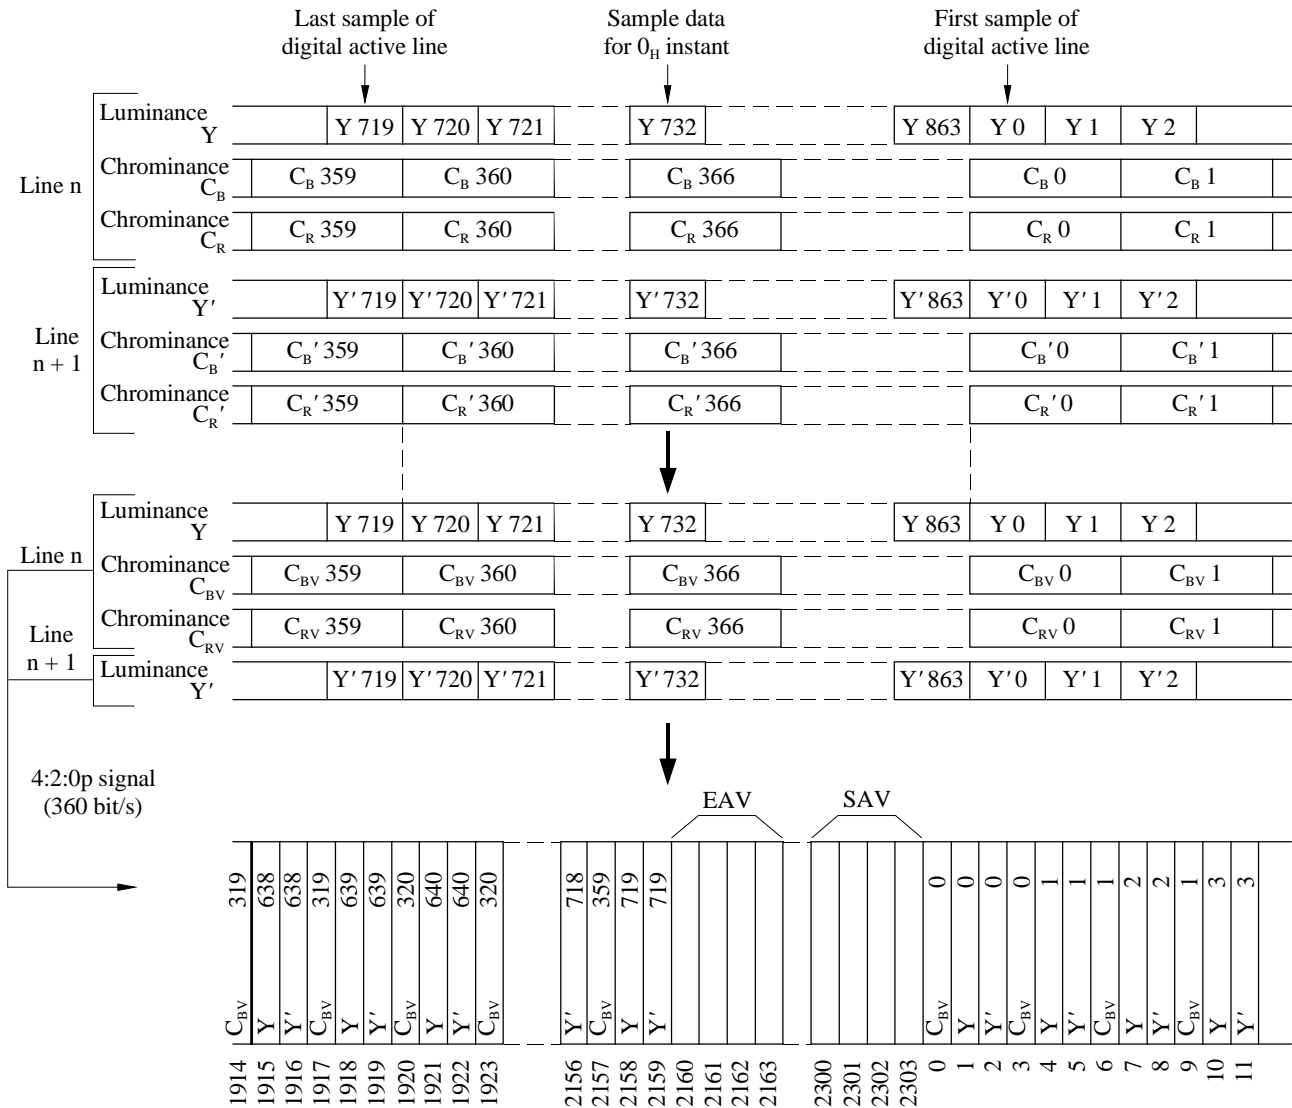 Last sample of
digital active line
Sample data
for 0H instant
First sample of
digital active line
Line n
Luminance
Y
Y 719 Y 720 Y 721 Y 732 Y 863 Y 0 Y 1 Y 2
Chrominance
CB
CB 359 CB 360 CB 366 CB 0 CB 1
Chrominance
CR
CR 359 CR 360 CR 366 CR 0 CR 1
Line
n + 1
Luminance
Y′
Y′ 719 Y′ 720 Y′ 721 Y′ 732 Y′ 863 Y′ 0 Y′ 1 Y′ 2
Chrominance
CB′
CB′ 359 CB′ 360 CB′ 366 CB′ 0 CB′ 1
Chrominance
CR′
CR′ 359 CR′ 360 CR′ 366 CR′ 0 CR′ 1
Line n
Luminance
Y
Y 719 Y 720 Y 721 Y 732 Y 863 Y 0 Y 1 Y 2
Chrominance
CBV
CBV 359 CBV 360 CBV 366 CBV 0 CBV 1
Chrominance
CRV
CRV 359 CRV 360 CRV 366 CRV 0 CRV 1
Line
n + 1
Luminance
Y′
Y′ 719 Y′ 720 Y′ 721 Y′ 732 Y′ 863 Y′ 0 Y′ 1 Y′ 2
4:2:0p signal
(360 bit/s)
EAV SAV
319 638 638 319 639 639 320 640 640 320 718 359 719 719 0 0 0 0 1 1 1 2 2 1 3 3
CBV Y Y′ CBV Y Y′ CBV Y Y′ CBV Y′ CBV Y Y′ CBV Y Y′ CBV Y Y′ CBV Y Y′ CBV Y Y′
1914 1915 1916 1917 1918 1919 1920 1921 1922 1923 2156 2157 2158 2159 2160 2161 2162 2163 2300 2301 2302 2303 0 1 2 3 4 5 6 7 8 9 10 11